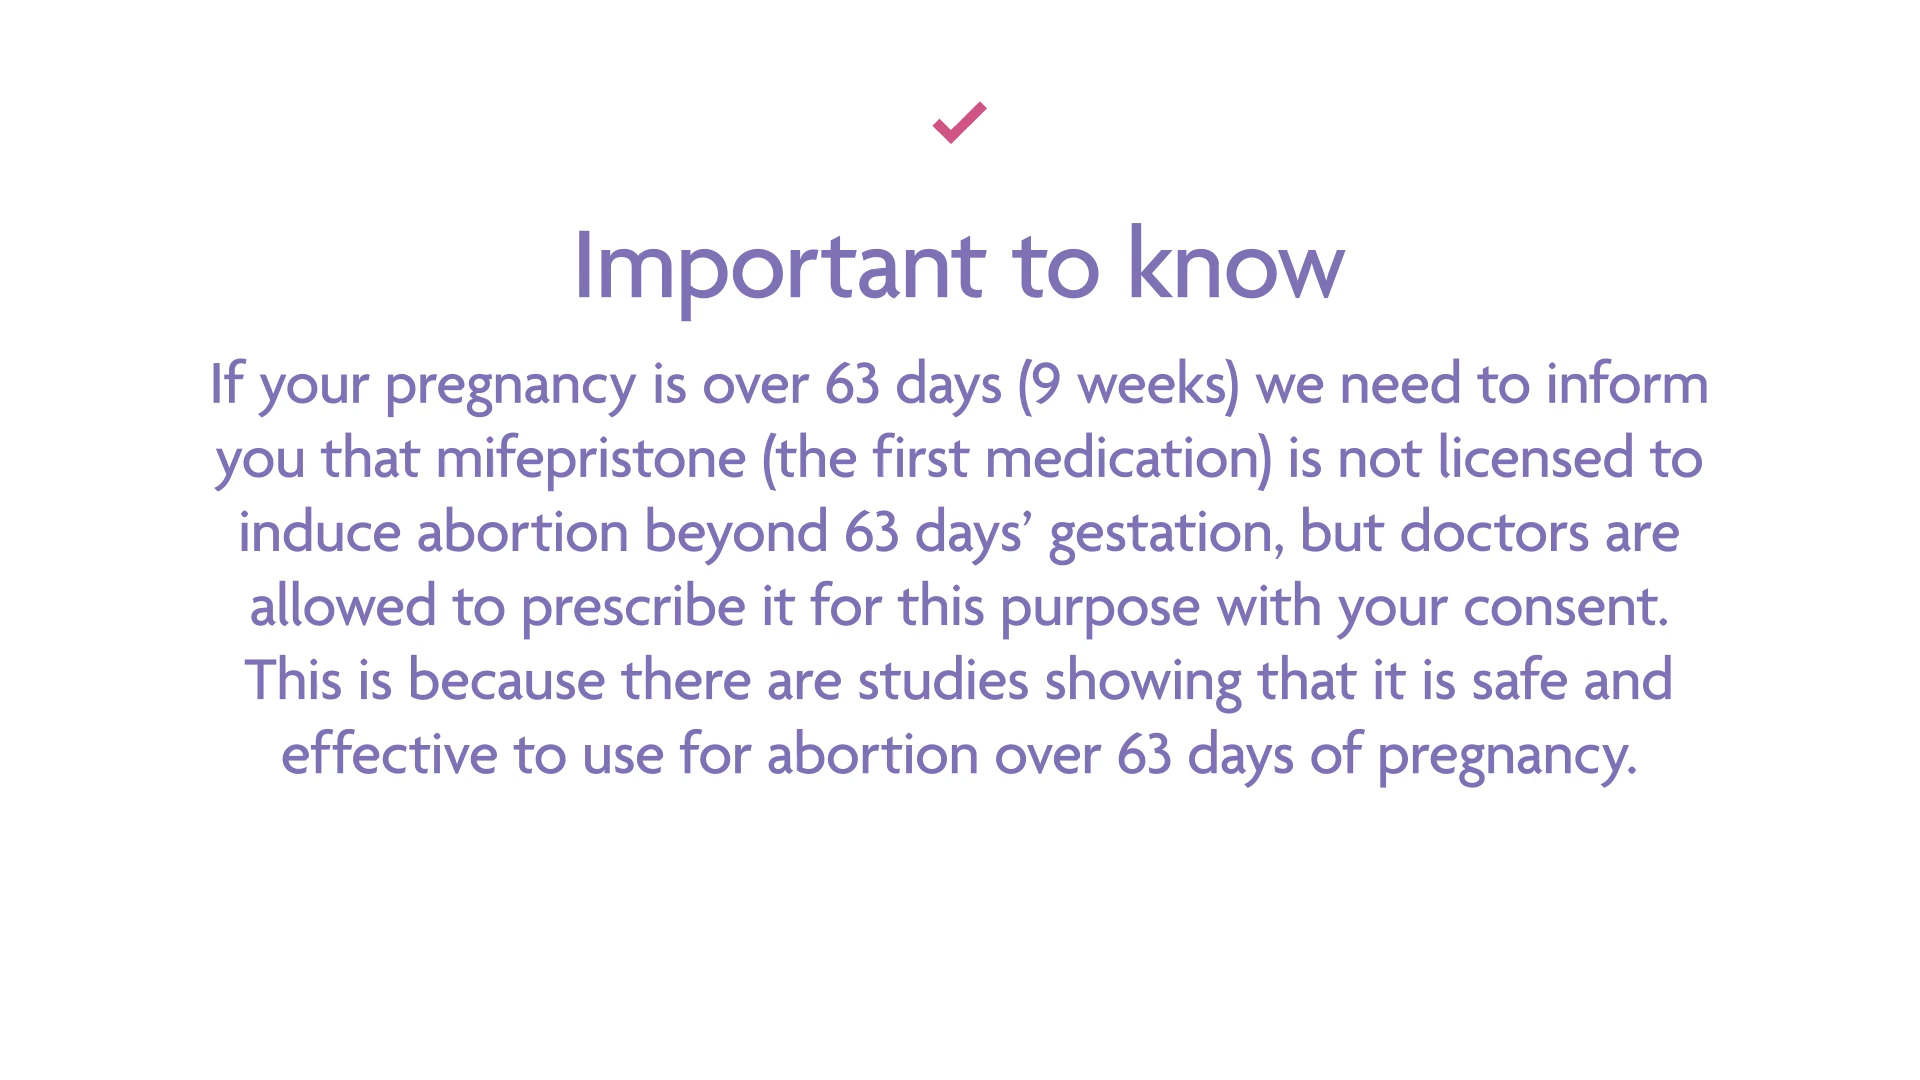 Important to know
If your pregnancy is over 63 days (9 weeks) we need to inform
you that mifepristone (the first medication) is not licensed to
induce abortion beyond 63 days’ gestation, but doctors are
allowed to prescribe it for this purpose with your consent.
This is because there are studies showing that it is safe and
effective to use for abortion over 63 days of pregnancy.